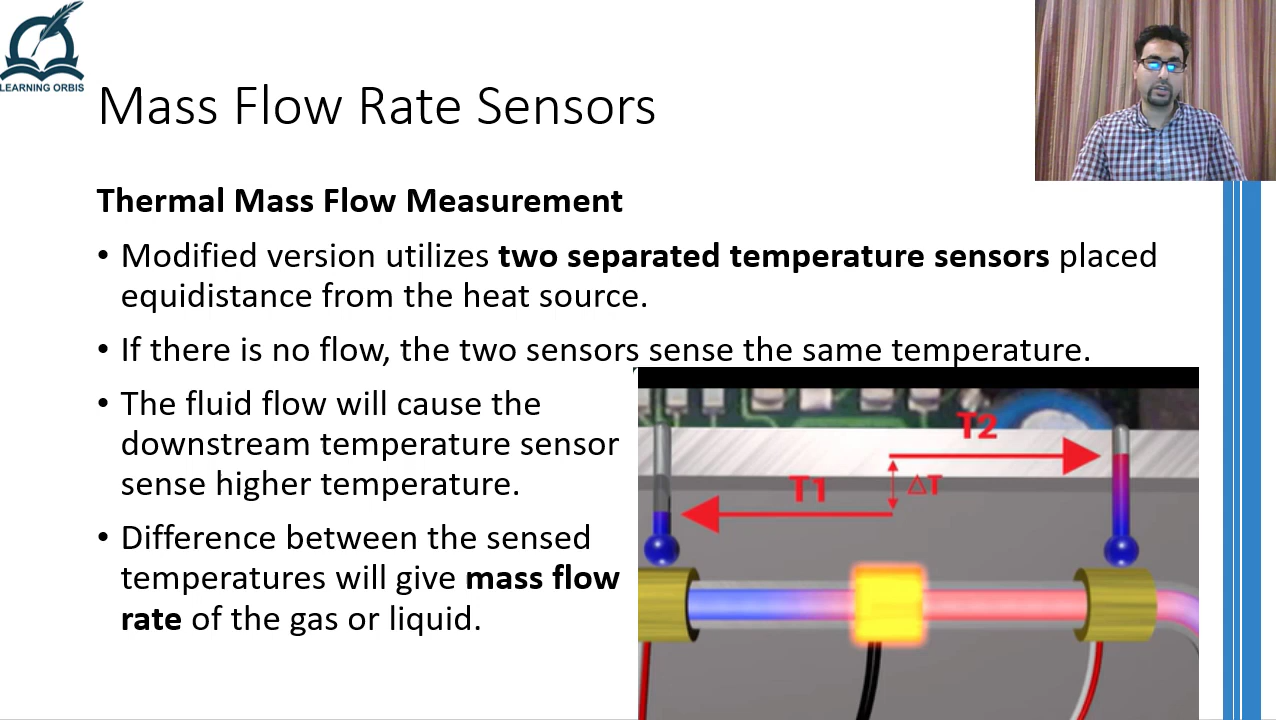 LEARNING ORBIS
Mass Flow Rate Sensors
Thermal Mass Flow Measurement
• Modified version utilizes two separated temperature sensors placed
equidistance from the heat source.
• If there is no flow, the two sensors sense the same temperature.
• The fluid flow will cause the
downstream temperature sensor
sense higher temperature.
• Difference between the sensed
temperatures will give mass flow
rate of the gas or liquid.
T2
T1
ΔT